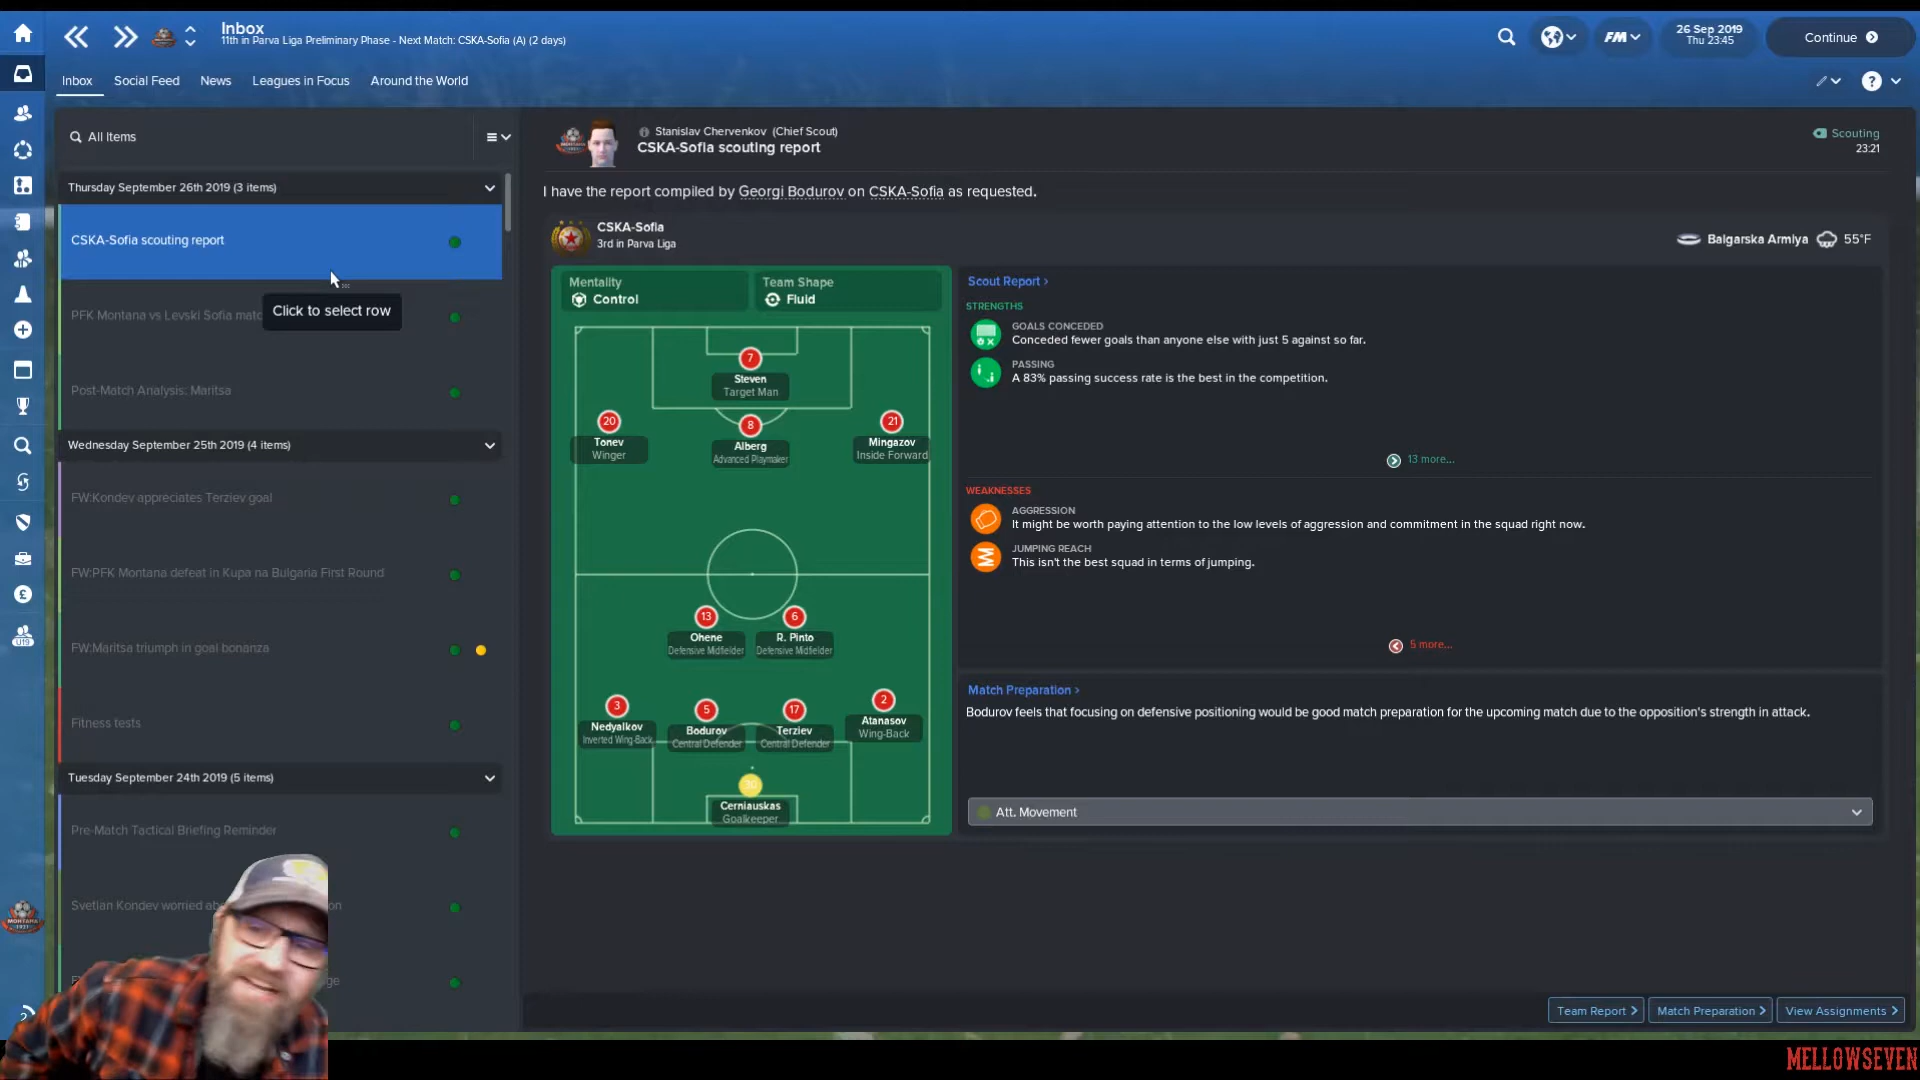 Inbox
11th in Parva Liga Preliminary Phase - Next Match: CSKA-Sofia (A) (2 days)
FM
26 Sep 2019
Thu 23:45
Continue
Inbox
Social Feed
News
Leagues in Focus
Around the World
All Items
Thursday September 26th 2019 (3 items)
CSKA-Sofia scouting report
Click to select row
PFK Montana vs Levski Sofia matc
Post-Match Analysis: Maritsa
Wednesday September 25th 2019 (4 items)
FW:Kondev appreciates Terziev goal
FW:PFK Montana defeat in Kupa na Bulgaria First Round
FW:Maritsa triumph in goal bonanza
Fitness tests
Tuesday September 24th 2019 (5 items)
Pre-Match Tactical Briefing Reminder
Svetlan Kondev worried
Stanislav Chervenkov (Chief Scout)
CSKA-Sofia scouting report
Scouting
23:21
I have the report compiled by Georgi Bodurov on CSKA-Sofia as requested.
CSKA-Sofia
3rd in Parva Liga
Balgarska Armiya
55°F
Mentality
Control
Team Shape
Fluid
7
Steven
Target Man
20
Tonev
Winger
8
Alberg
Advanced Playmaker
21
Mingazov
Inside Forward
13
Ohene
Defensive Midfielder
6
R. Pinto
Defensive Midfielder
3
Nedyalkov
Inverted Wing-Back
5
Bodurov
Central Defender
17
Terziev
Central Defender
2
Atanasov
Wing-Back
Cerniauskas
Goalkeeper
Scout Report >
STRENGTHS
GOALS CONCEDED
Conceded fewer goals than anyone else with just 5 against so far.
PASSING
A 83% passing success rate is the best in the competition.
13 more...
WEAKNESSES
AGGRESSION
It might be worth paying attention to the low levels of aggression and commitment in the squad right now.
JUMPING REACH
This isn't the best squad in terms of jumping.
5 more...
Match Preparation >
Bodurov feels that focusing on defensive positioning would be good match preparation for the upcoming match due to the opposition's strength in attack.
Att. Movement
Team Report >
Match Preparation >
View Assignments >
MELLOWSEVEN